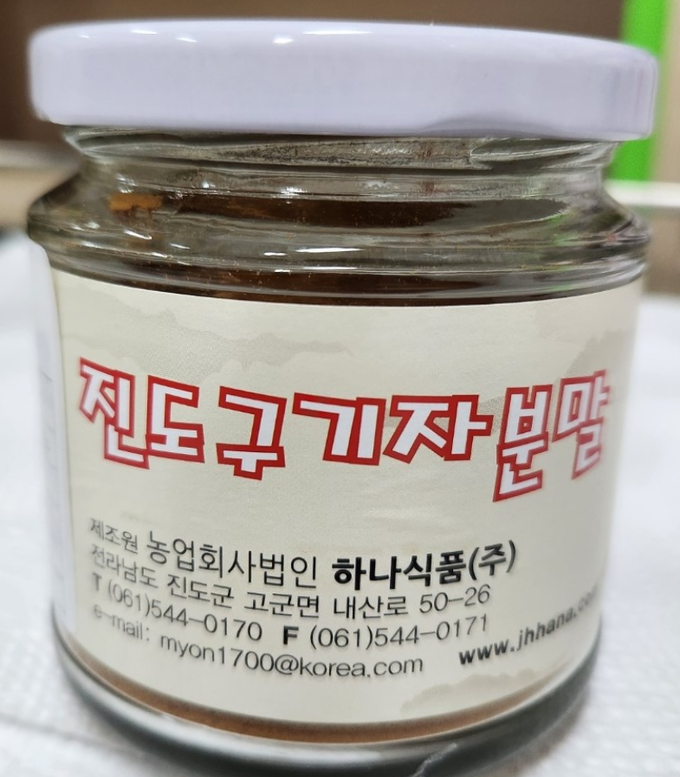 진도구기자분말
제조원 농업회사법인 하나식품(주)
전라남도 진도군 고군면 내산로 50-26
T (061)544-0170 F (061)544-0171
e-mail: myon1700@korea.com www.jhhana.co